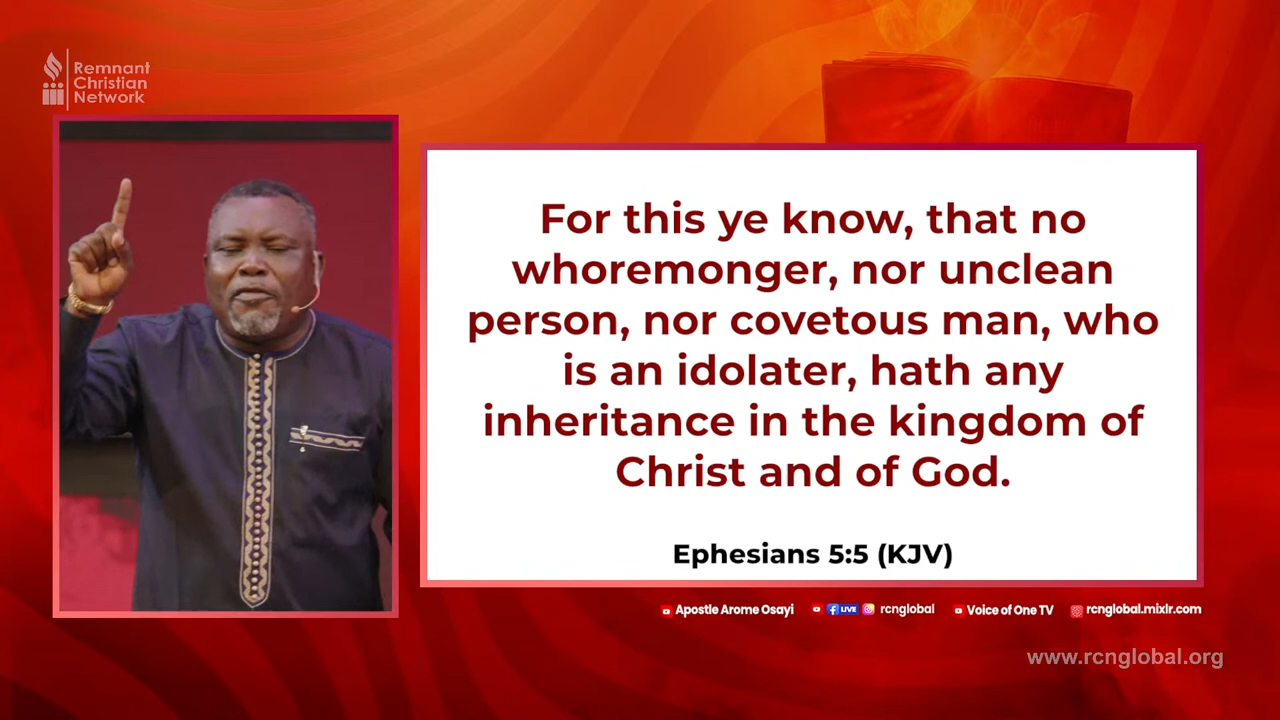 Remnant
Christian
Network
For this ye know, that no
whoremonger, nor unclean
person, nor covetous man, who
is an idolater, hath any
inheritance in the kingdom of
Christ and of God.
Ephesians 5:5 (KJV)
Apostle Arome Osayi LIVE rcnglobal Voice of One TV rcnglobal.mixlr.com
www.rcnglobal.org